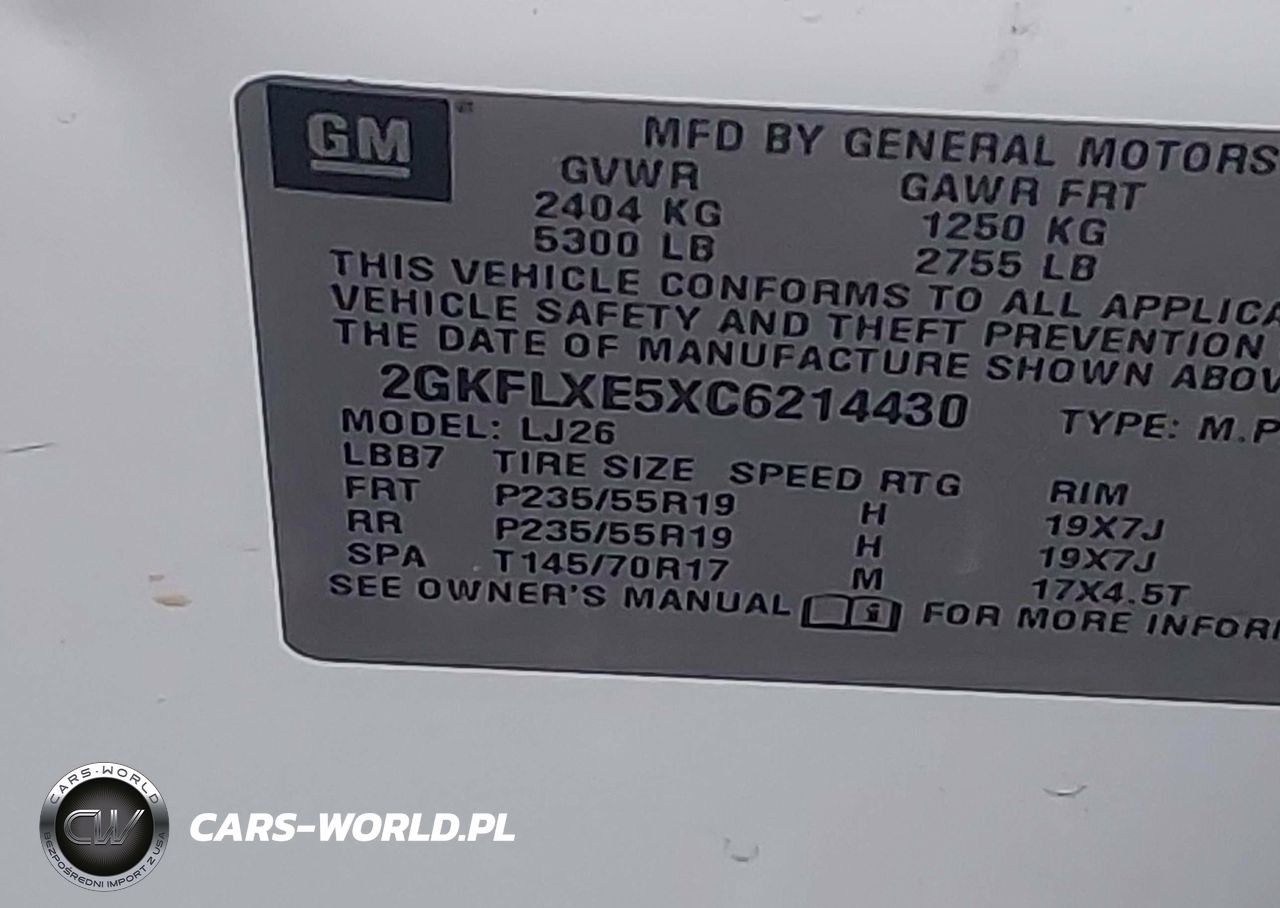 GM
MFD BY GENERAL MOTORS
GVWR GAWR FRT
2404 KG 1250 KG
5300 LB 2755 LB
THIS VEHICLE CONFORMS TO ALL
VEHICLE SAFETY AND THEFT PREVENTION
THE DATE OF MANUFACTURE SHOWN
2GKFLXE5XC6214430 TYPE:
MODEL: LJ26
LBB7 TIRE SIZE SPEED RTG RIM
FRT P235/55R19 H 19X7J
RR P235/55R19 H 19X7J
SPA T145/70R17 M 17X4.5T
SEE OWNER'S MANUAL FOR MORE
CARS-WORLD
CW
BEZPOŚREDNI IMPORT Z USA
CARS-WORLD.PL